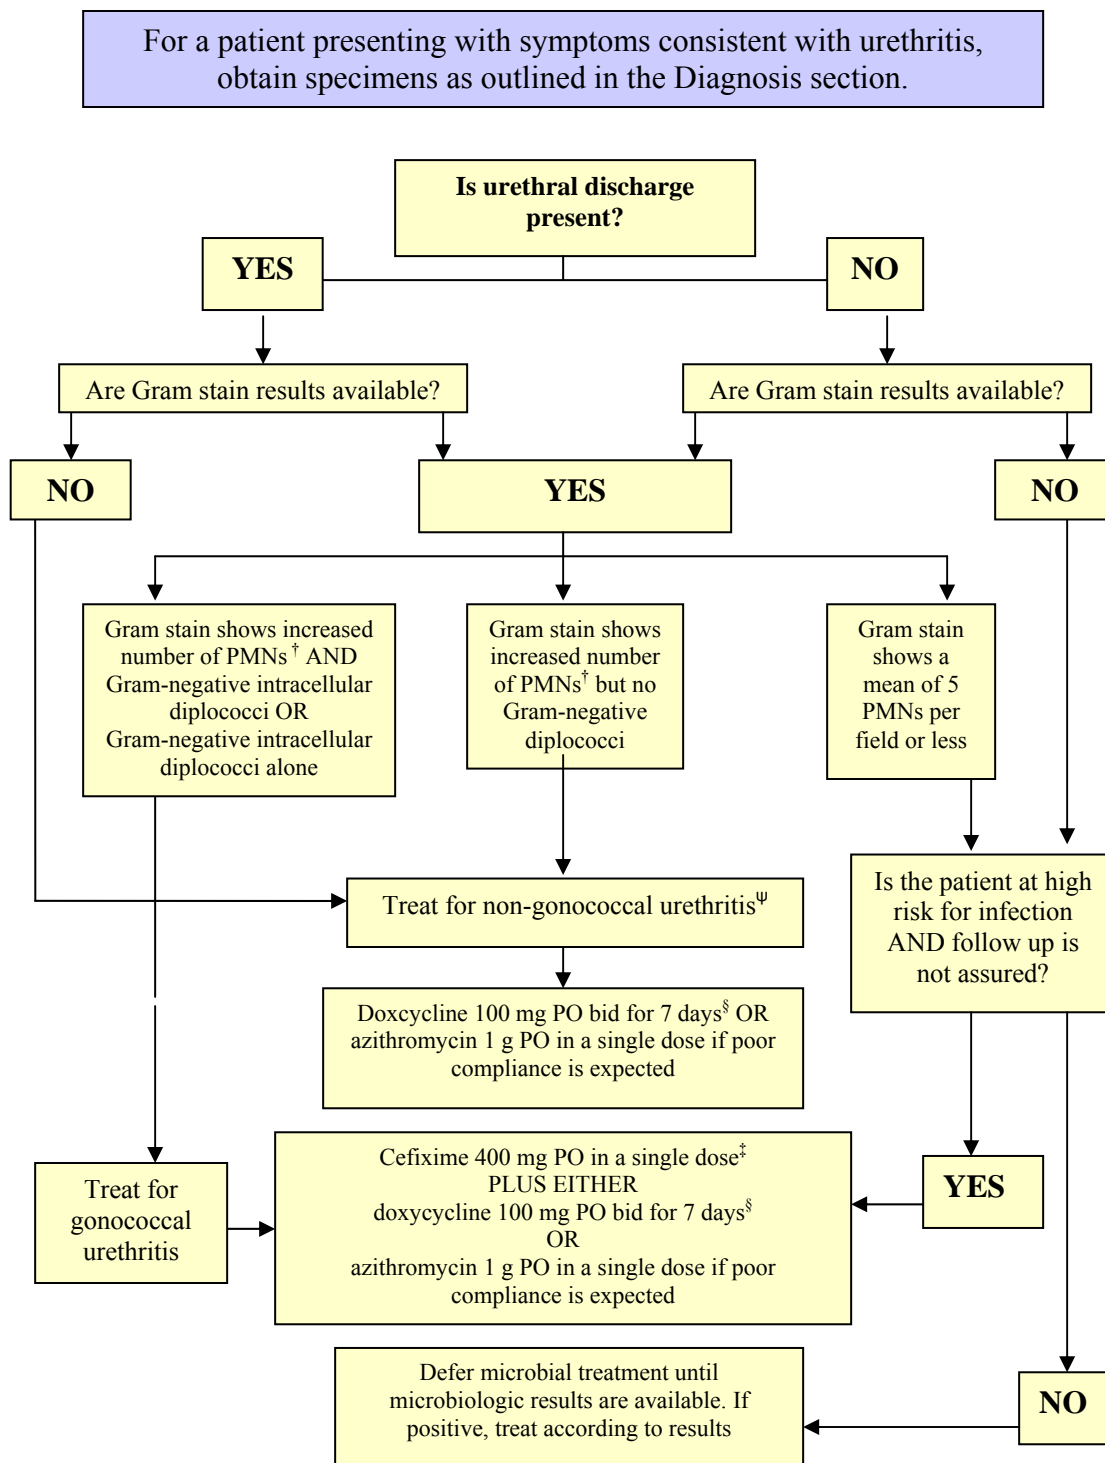 For a patient presenting with symptoms consistent with urethritis,
obtain specimens as outlined in the Diagnosis section.
Is urethral discharge
present?
YES
NO
Are Gram stain results available?
Are Gram stain results available?
NO
YES
NO
Gram stain shows increased
number of PMNs † AND
Gram-negative intracellular
diplococci OR
Gram-negative intracellular
diplococci alone
Gram stain shows
increased number
of PMNs† but no
Gram-negative
diplococci
Gram stain
shows a
mean of 5
PMNs per
field or less
Treat for non-gonococcal urethritisΨ
Is the patient at high
risk for infection
AND follow up is
not assured?
Doxcycline 100 mg PO bid for 7 days§ OR
azithromycin 1 g PO in a single dose if poor
compliance is expected
Treat for
gonococcal
urethritis
Cefixime 400 mg PO in a single dose‡
PLUS EITHER
doxycycline 100 mg PO bid for 7 days§
OR
azithromycin 1 g PO in a single dose if poor
compliance is expected
YES
Defer microbial treatment until
microbiologic results are available. If
positive, treat according to results
NO